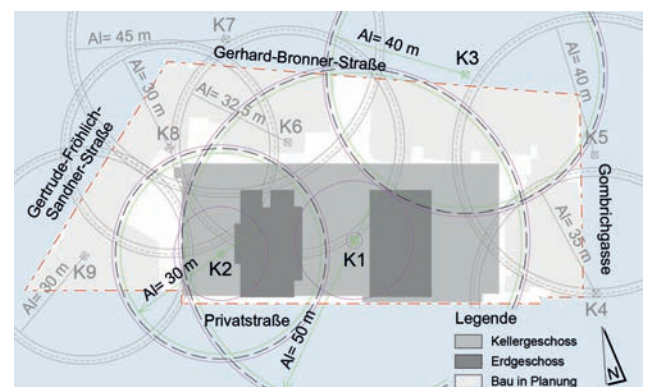 K7
Al= 45 m
Al= 40 m
Gerhard-Bronner-Straße
K3
Al= 30 m
Al= 40 m
Al= 32,5 m
K6
K8
K5
Gertrude-Fröhlich-
Sandner-Straße
Gombrichgasse
Al= 35 m
K1
K2
K9
Al= 30 m
Al= 30 m
K4
Privatstraße
Al= 50 m
Legende
Kellergeschoss
Erdgeschoss
Bau in Planung
N